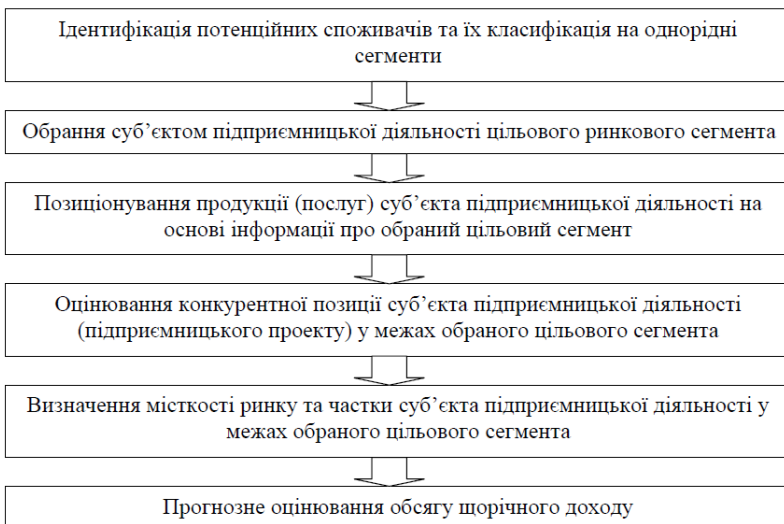 Ідентифікація потенційних споживачів та їх класифікація на однорідні
сегменти
Обрання суб’єктом підприємницької діяльності цільового ринкового сегмента
Позиціонування продукції (послуг) суб’єкта підприємницької діяльності на
основі інформації про обраний цільовий сегмент
Оцінювання конкурентної позиції суб’єкта підприємницької діяльності
(підприємницького проекту) у межах обраного цільового сегмента
Визначення місткості ринку та частки суб’єкта підприємницької діяльності у
межах обраного цільового сегмента
Прогнозне оцінювання обсягу щорічного доходу